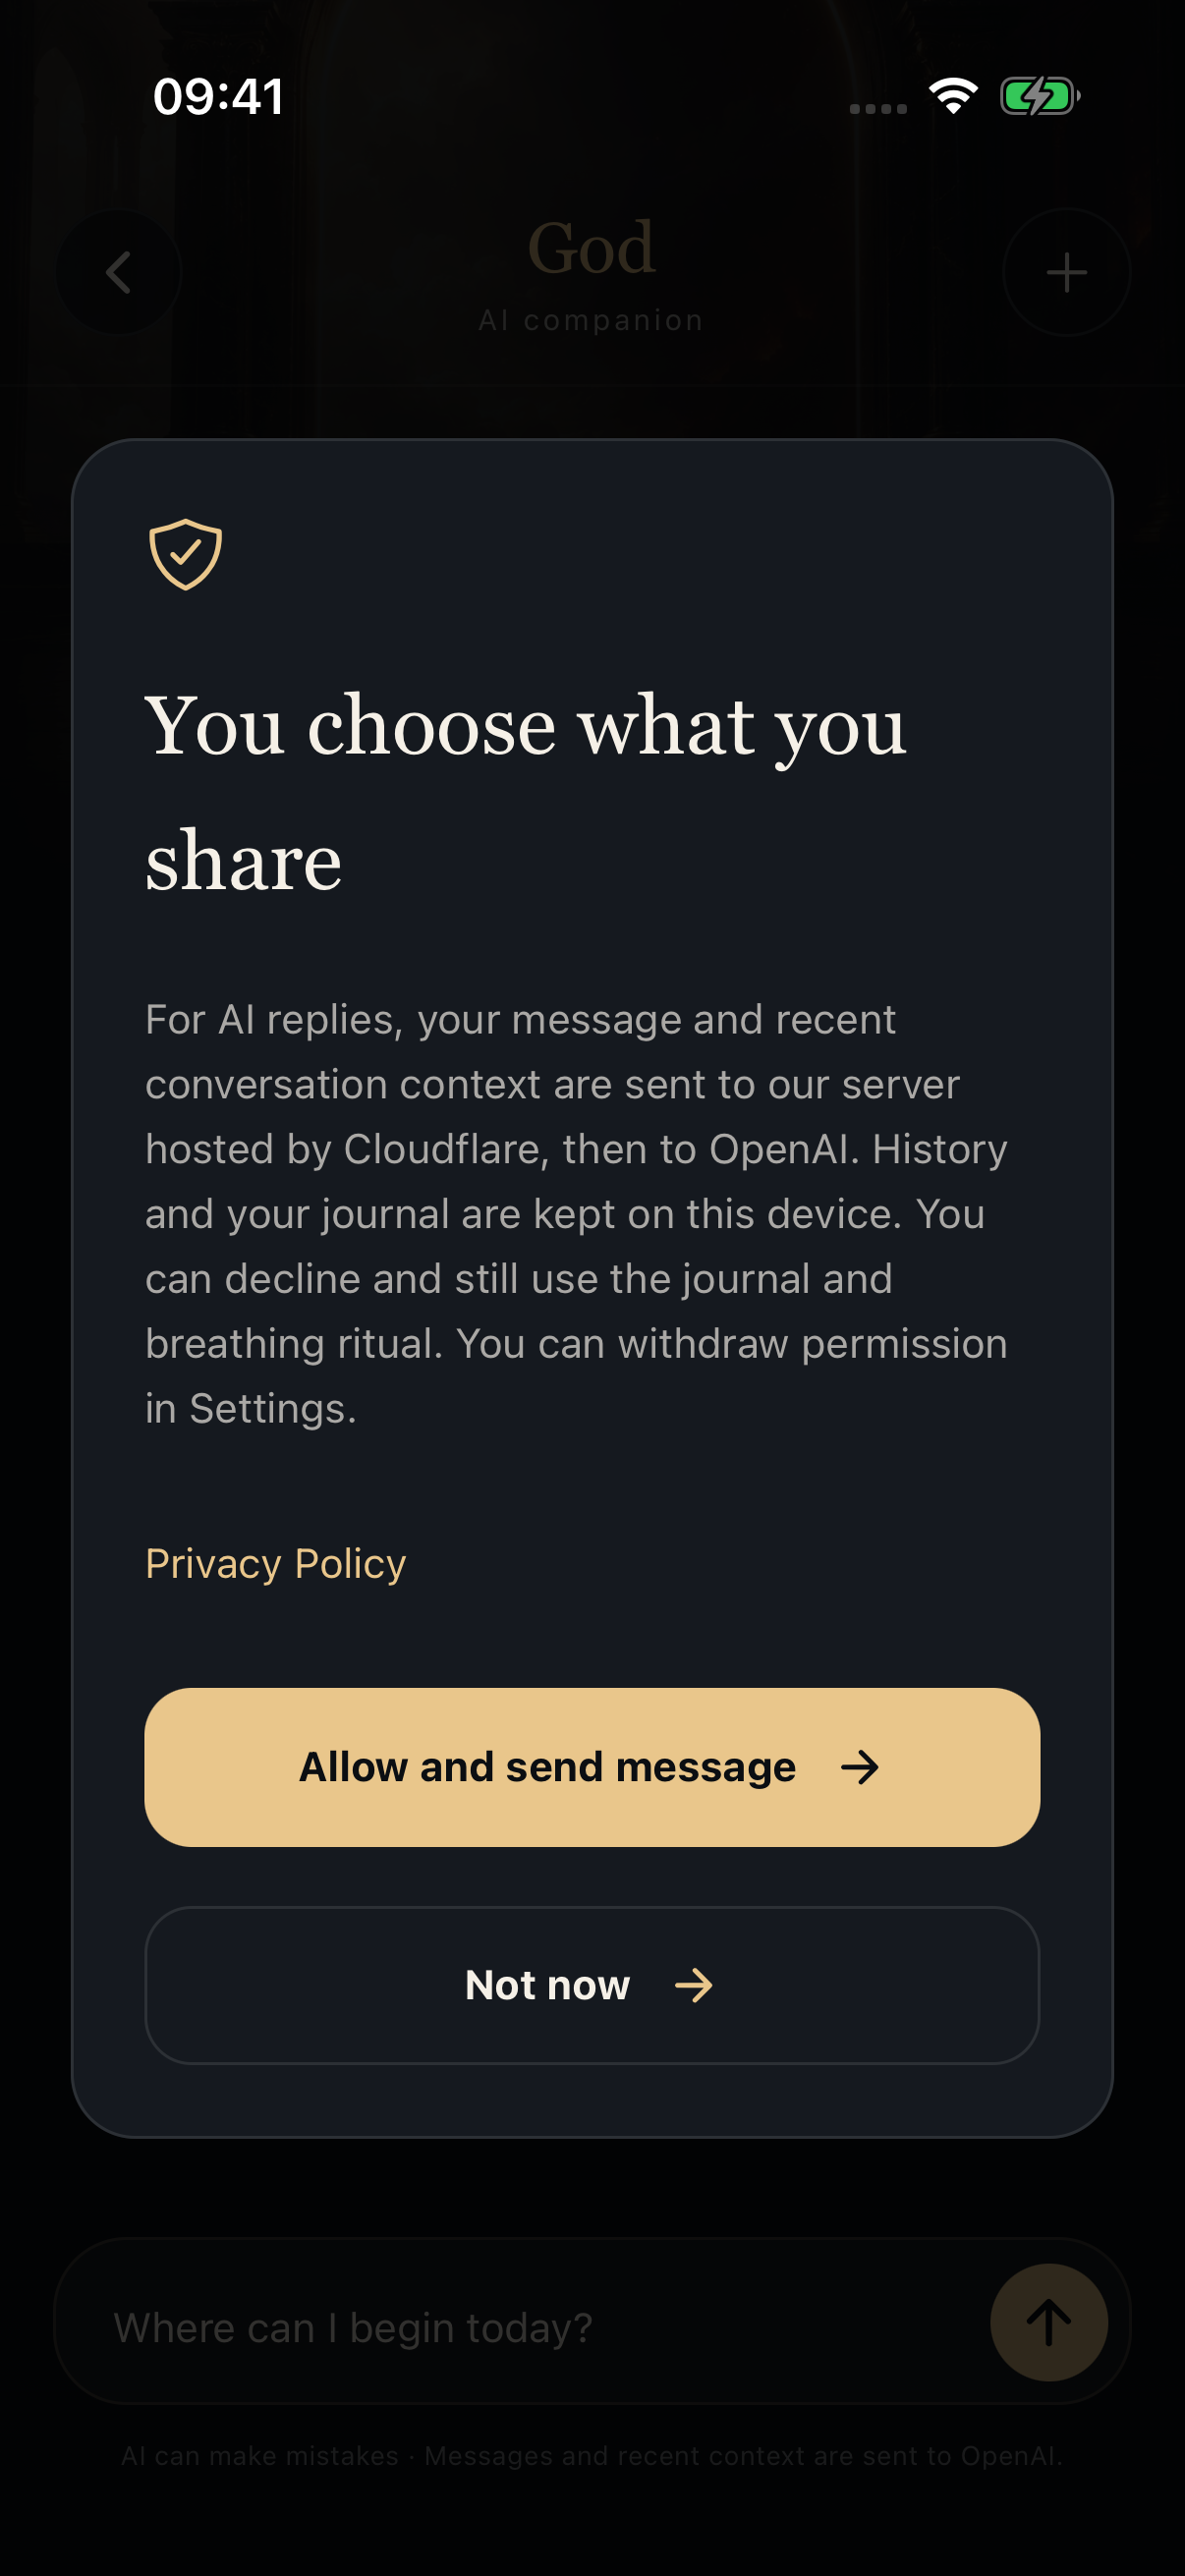 09:41
God
AI companion
You choose what you
share
For AI replies, your message and recent
conversation context are sent to our server
hosted by Cloudflare, then to OpenAI. History
and your journal are kept on this device. You
can decline and still use the journal and
breathing ritual. You can withdraw permission
in Settings.
Privacy Policy
Allow and send message
Not now
Where can I begin today?
AI can make mistakes · Messages and recent context are sent to OpenAI.